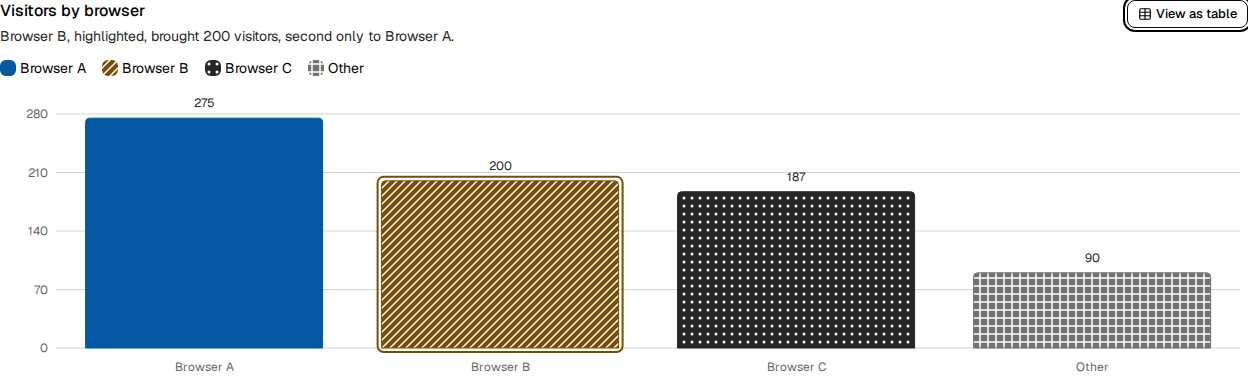 Visitors by browser
View as table
Browser B, highlighted, brought 200 visitors, second only to Browser A.
Browser A Browser B Browser C Other
275
280
200
210
187
140
90
70
0
Browser A Browser B Browser C Other